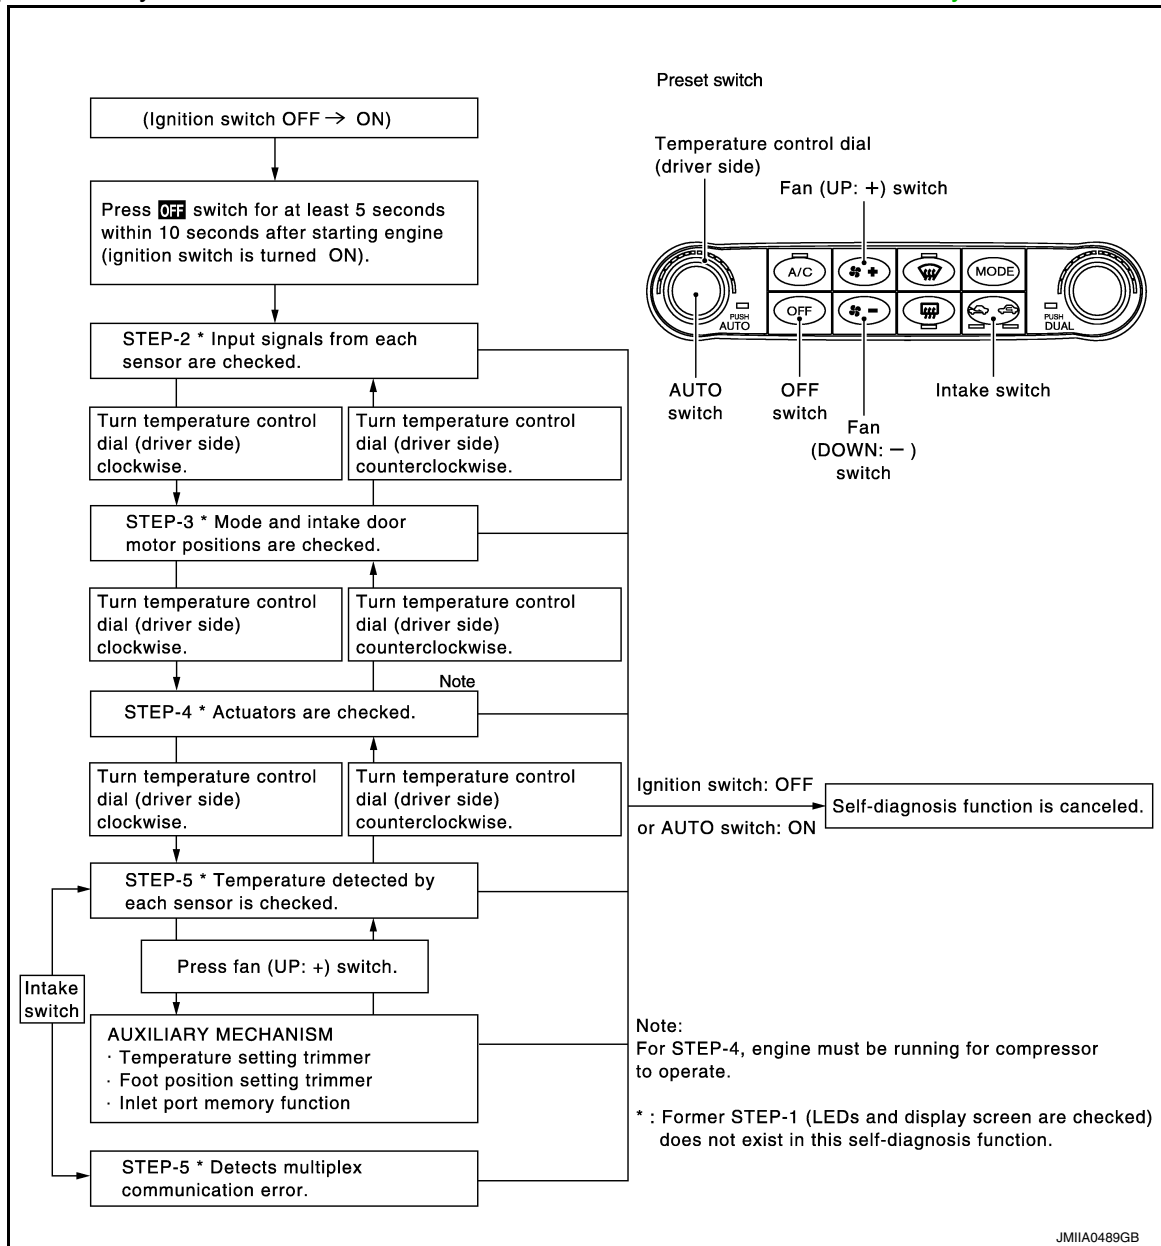 Preset switch
(Ignition switch OFF → ON)
Temperature control dial
(driver side)
Fan (UP: +) switch
Press OFF switch for at least 5 seconds
within 10 seconds after starting engine
(ignition switch is turned ON).
A/C
+
MODE
OFF
−
PUSH
AUTO
PUSH
DUAL
AUTO
switch
OFF
switch
Fan
(DOWN: − )
switch
Intake switch
STEP-2 * Input signals from each
sensor are checked.
Turn temperature control
dial (driver side)
clockwise.
Turn temperature control
dial (driver side)
counterclockwise.
STEP-3 * Mode and intake door
motor positions are checked.
Turn temperature control
dial (driver side)
clockwise.
Turn temperature control
dial (driver side)
counterclockwise.
Note
STEP-4 * Actuators are checked.
Turn temperature control
dial (driver side)
clockwise.
Turn temperature control
dial (driver side)
counterclockwise.
Ignition switch: OFF
or AUTO switch: ON
Self-diagnosis function is canceled.
STEP-5 * Temperature detected by
each sensor is checked.
Press fan (UP: +) switch.
Intake
switch
AUXILIARY MECHANISM
· Temperature setting trimmer
· Foot position setting trimmer
· Inlet port memory function
STEP-5 * Detects multiplex
communication error.
Note:
For STEP-4, engine must be running for compressor
to operate.
* : Former STEP-1 (LEDs and display screen are checked)
does not exist in this self-diagnosis function.
JMIIA0489GB